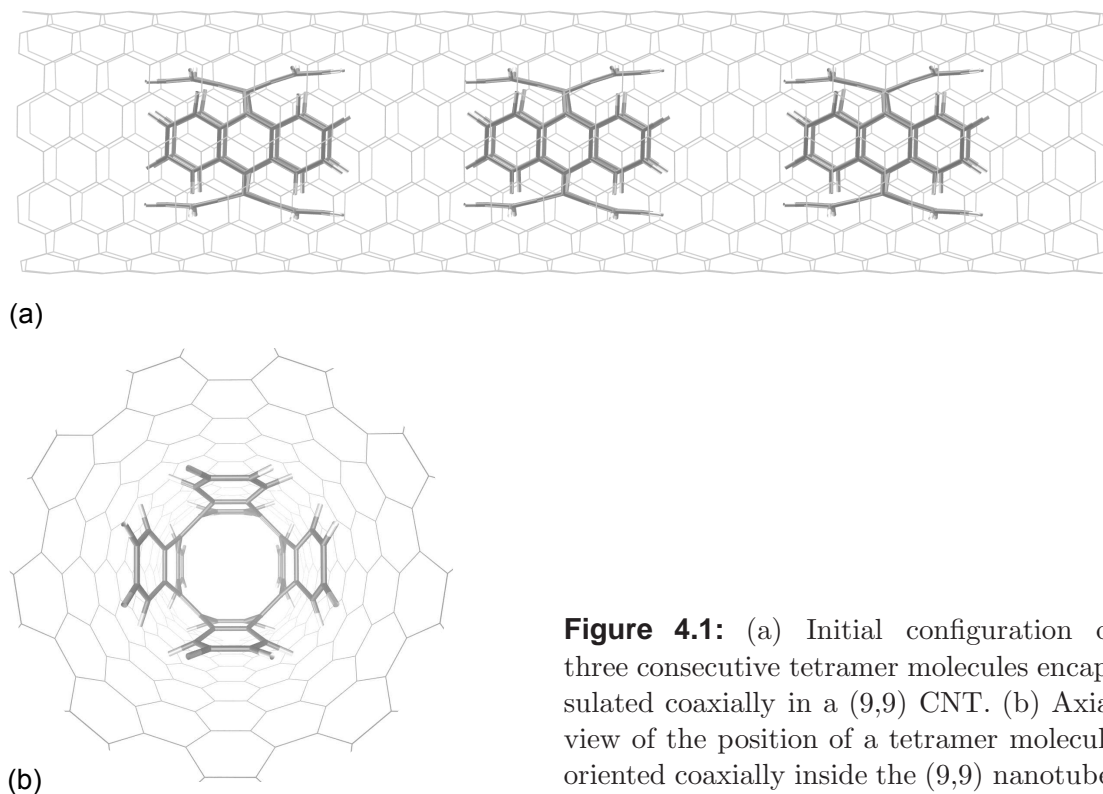 (a)
(b)
Figure 4.1: (a) Initial configuration o
three consecutive tetramer molecules encap
sulated coaxially in a (9,9) CNT. (b) Axia
view of the position of a tetramer molecul
oriented coaxially inside the (9,9) nanotube